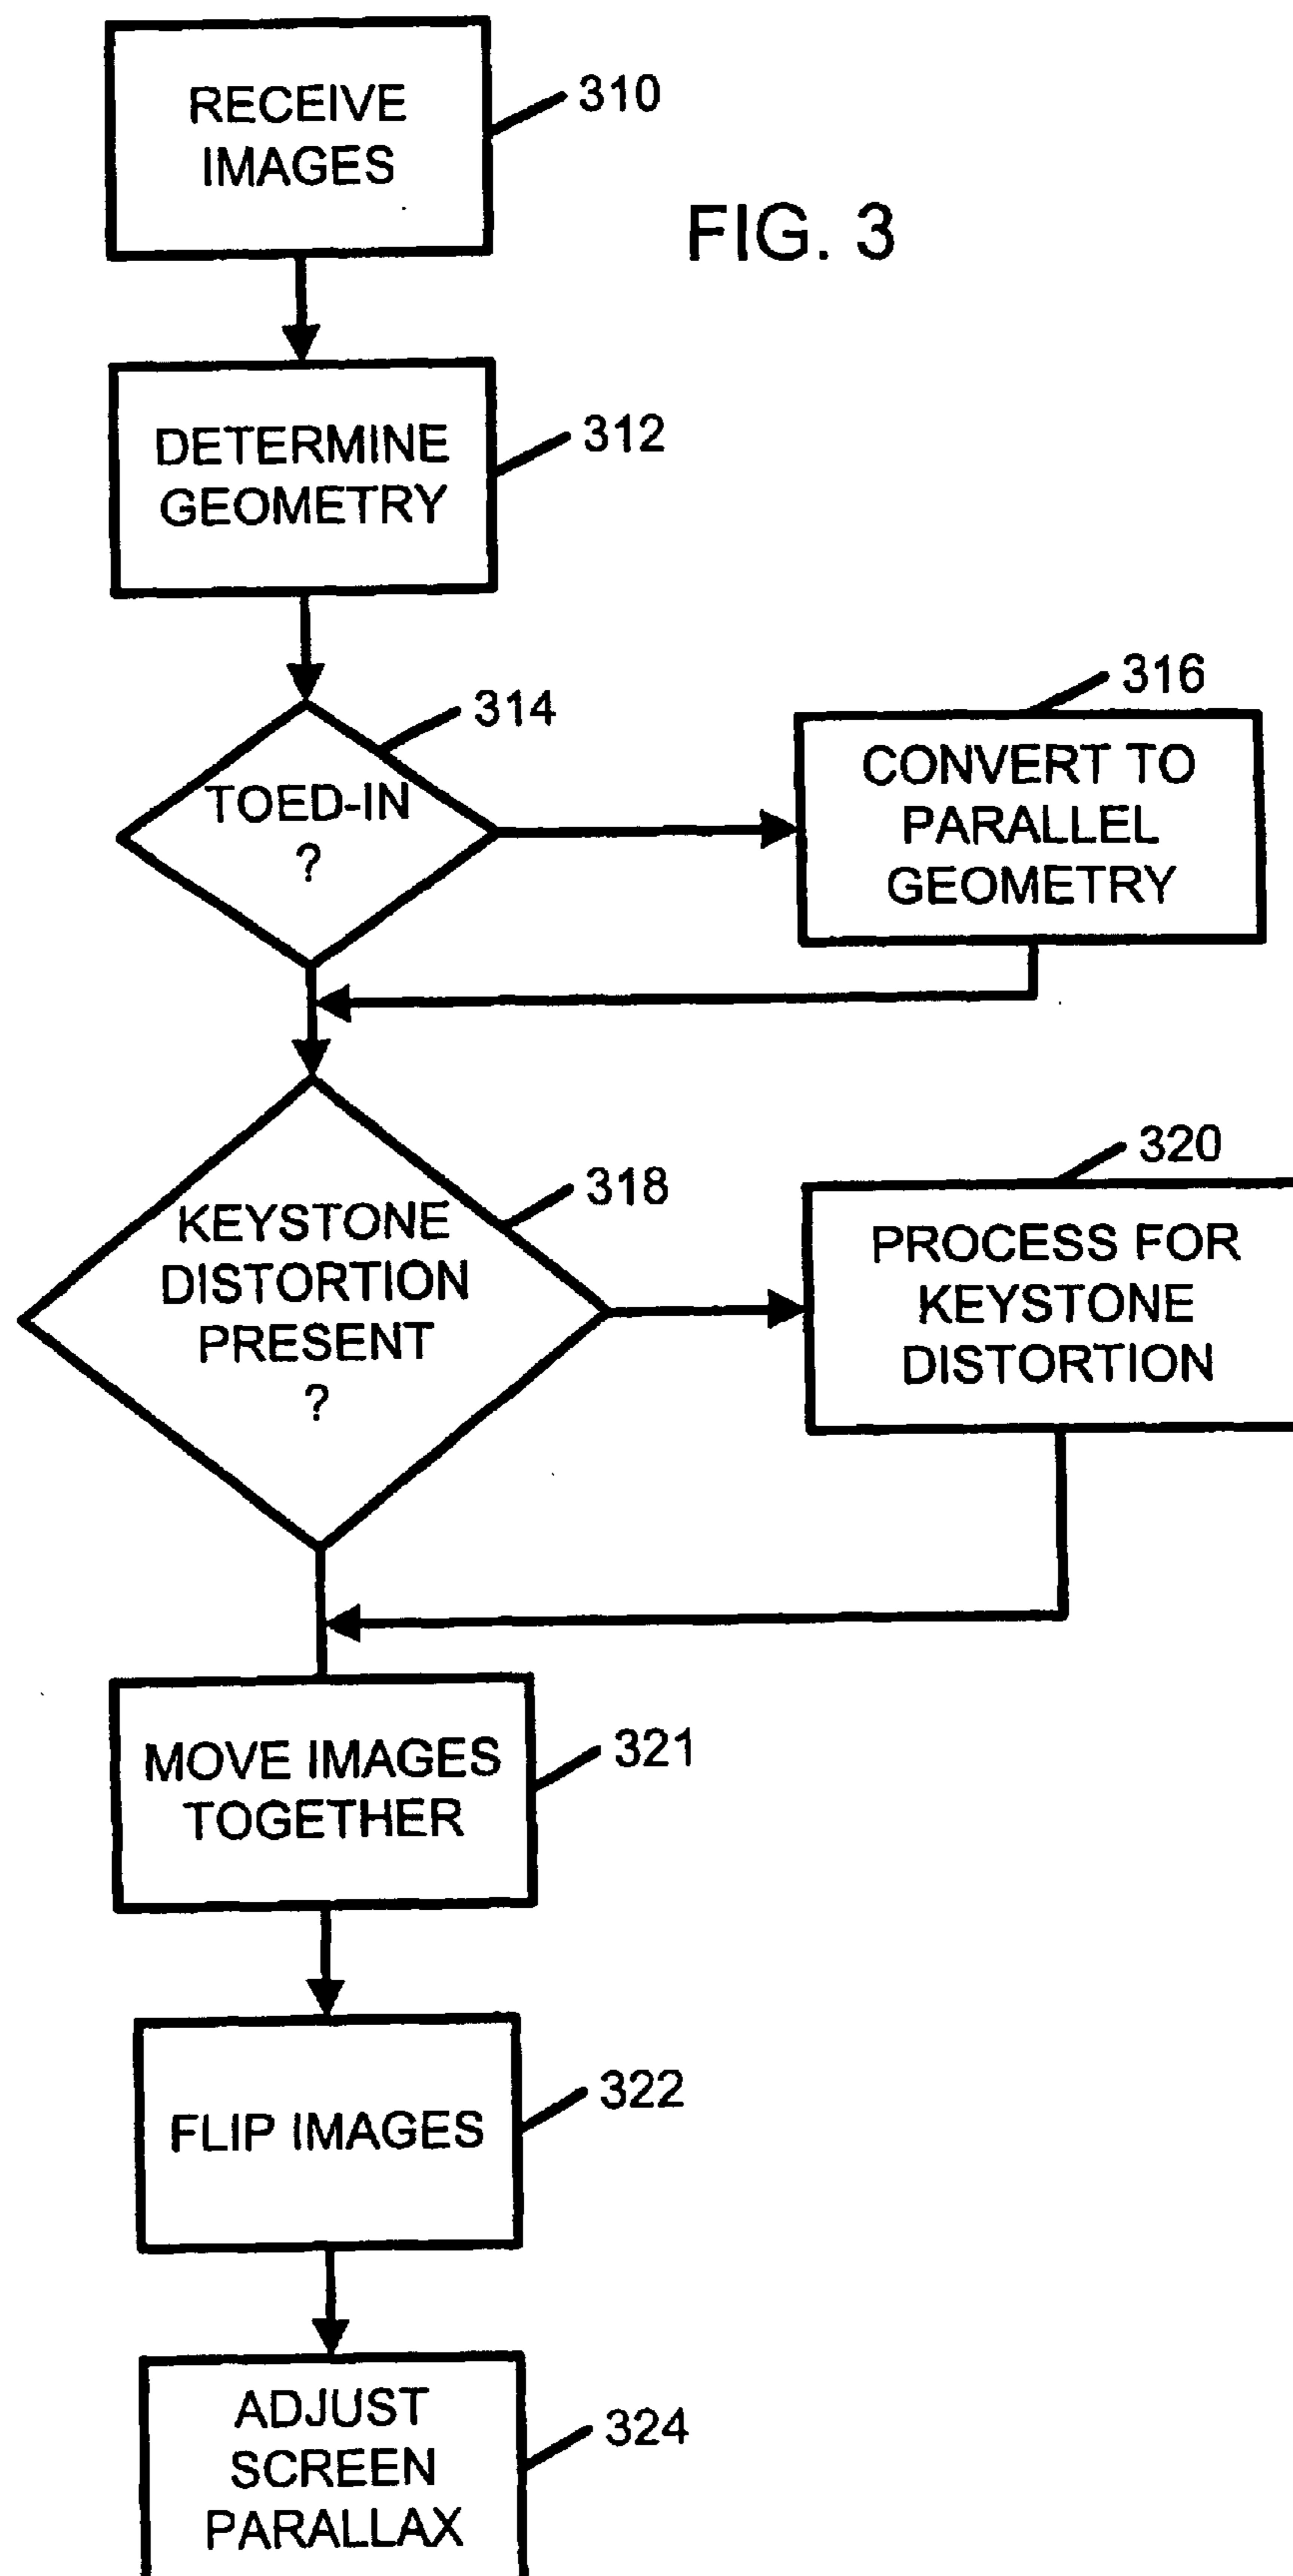 RECEIVE
IMAGES
310
FIG. 3
DETERMINE
GEOMETRY
312
TOED-IN
?
314
316
CONVERT TO
PARALLEL
GEOMETRY
KEYSTONE
DISTORTION
PRESENT
?
318
320
PROCESS FOR
KEYSTONE
DISTORTION
MOVE IMAGES
TOGETHER
321
FLIP IMAGES
322
ADJUST
SCREEN
PARALLAX
324